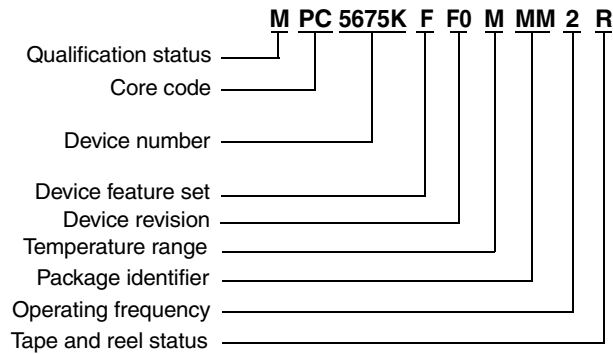 M PC 5675K F F0 M MM 2 R
Qualification status
Core code
Device number
Device feature set
Device revision
Temperature range
Package identifier
Operating frequency
Tape and reel status